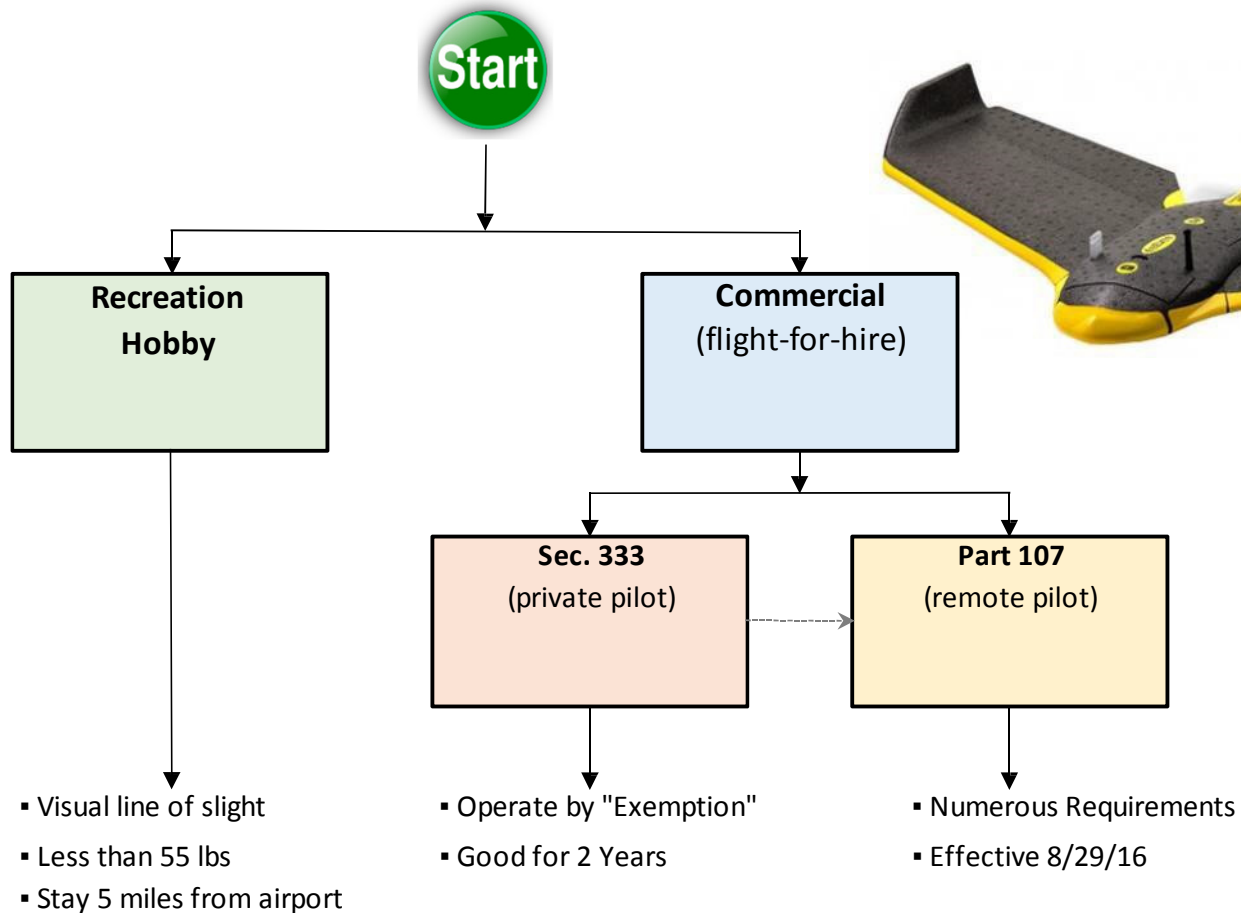 Start
Recreation
Hobby
Commercial
(flight-for-hire)
Sec. 333
(private pilot)
Part 107
(remote pilot)
▪ Visual line of slight
▪ Less than 55 lbs
▪ Stay 5 miles from airport
▪ Operate by "Exemption"
▪ Good for 2 Years
▪ Numerous Requirements
▪ Effective 8/29/16